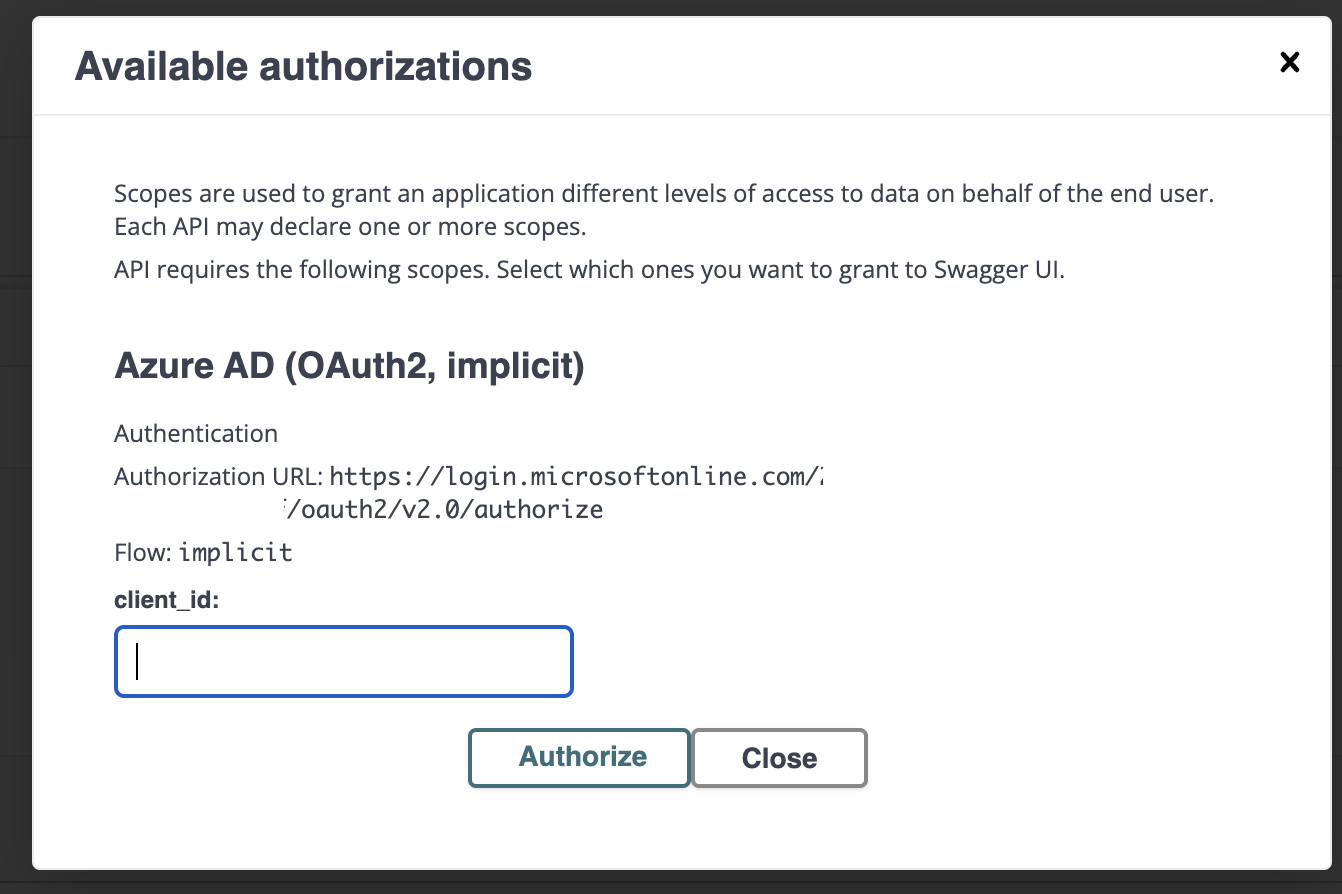 Available authorizations
Scopes are used to grant an application different levels of access to data on behalf of the end user.
Each API may declare one or more scopes.
API requires the following scopes. Select which ones you want to grant to Swagger UI.
Azure AD (OAuth2, implicit)
Authentication
Authorization URL: https://login.microsoftonline.com/
/oauth2/v2.0/authorize
Flow: implicit
client_id:
Authorize Close